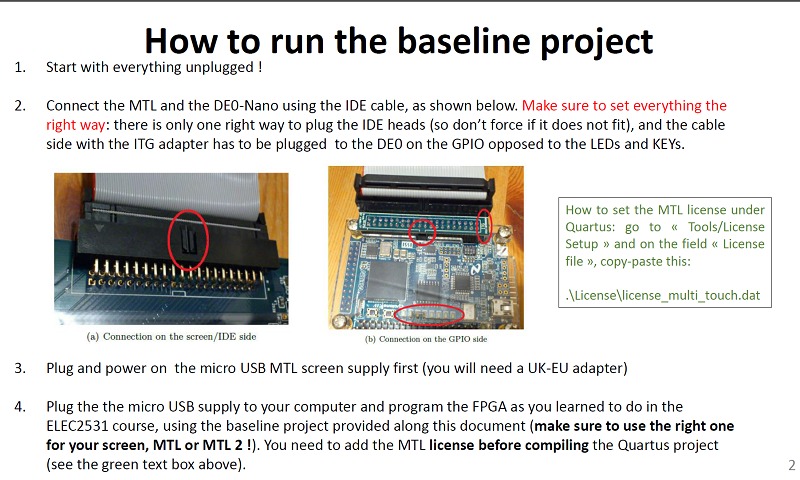 How to run the baseline project
1. Start with everything unplugged !
2. Connect the MTL and the DE0-Nano using the IDE cable, as shown below. Make sure to set everything the
right way: there is only one right way to plug the IDE heads (so don't force if it does not fit), and the cable
side with the ITG adapter has to be plugged to the DE0 on the GPIO opposed to the LEDs and KEYs.
How to set the MTL license under
Quartus: go to « Tools/License
Setup » and on the field « License
file », copy-paste this:
.\License\license_multi_touch.dat
(a) Connection on the screen/IDE side
(b) Connection on the GPIO side
3. Plug and power on the micro USB MTL screen supply first (you will need a UK-EU adapter)
4. Plug the the micro USB supply to your computer and program the FPGA as you learned to do in the
ELEC2531 course, using the baseline project provided along this document (make sure to use the right one
for your screen, MTL or MTL 2 !). You need to add the MTL license before compiling the Quartus project
(see the green text box above).
2